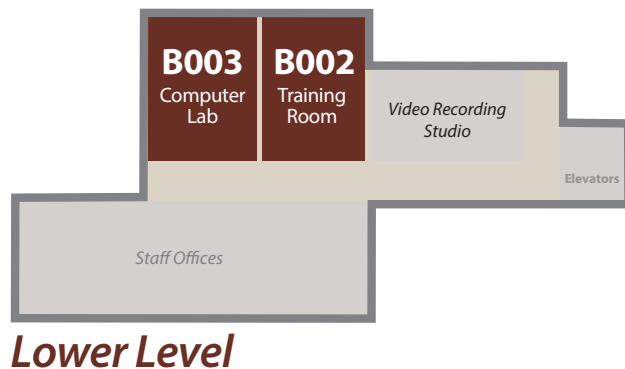 B003
Computer
Lab
B002
Training
Room
Video Recording
Studio
Elevators
Staff Offices
Lower Level